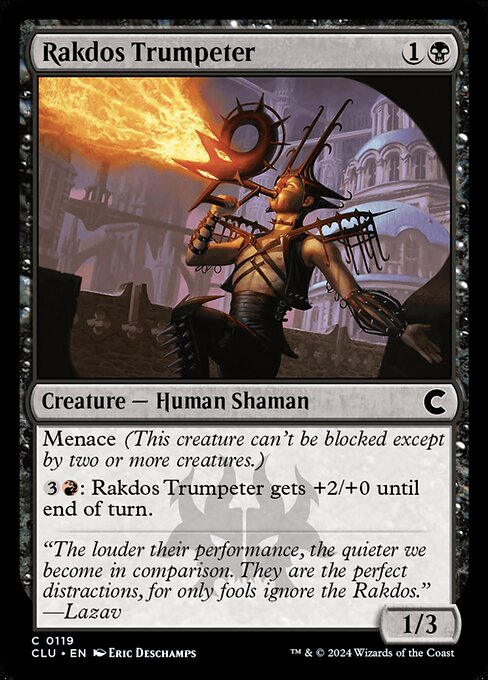 Rakdos Trumpeter 1
Creature — Human Shaman
Menace (This creature can't be blocked except
by two or more creatures.)
3: Rakdos Trumpeter gets +2/+0 until
end of turn.
"The louder their performance, the quieter we
become in comparison. They are the perfect
distractions, for only fools ignore the Rakdos."
—Lazav
1/3
C 0119
CLU • EN Eric Deschamps
™ & © 2024 Wizards of the Coast